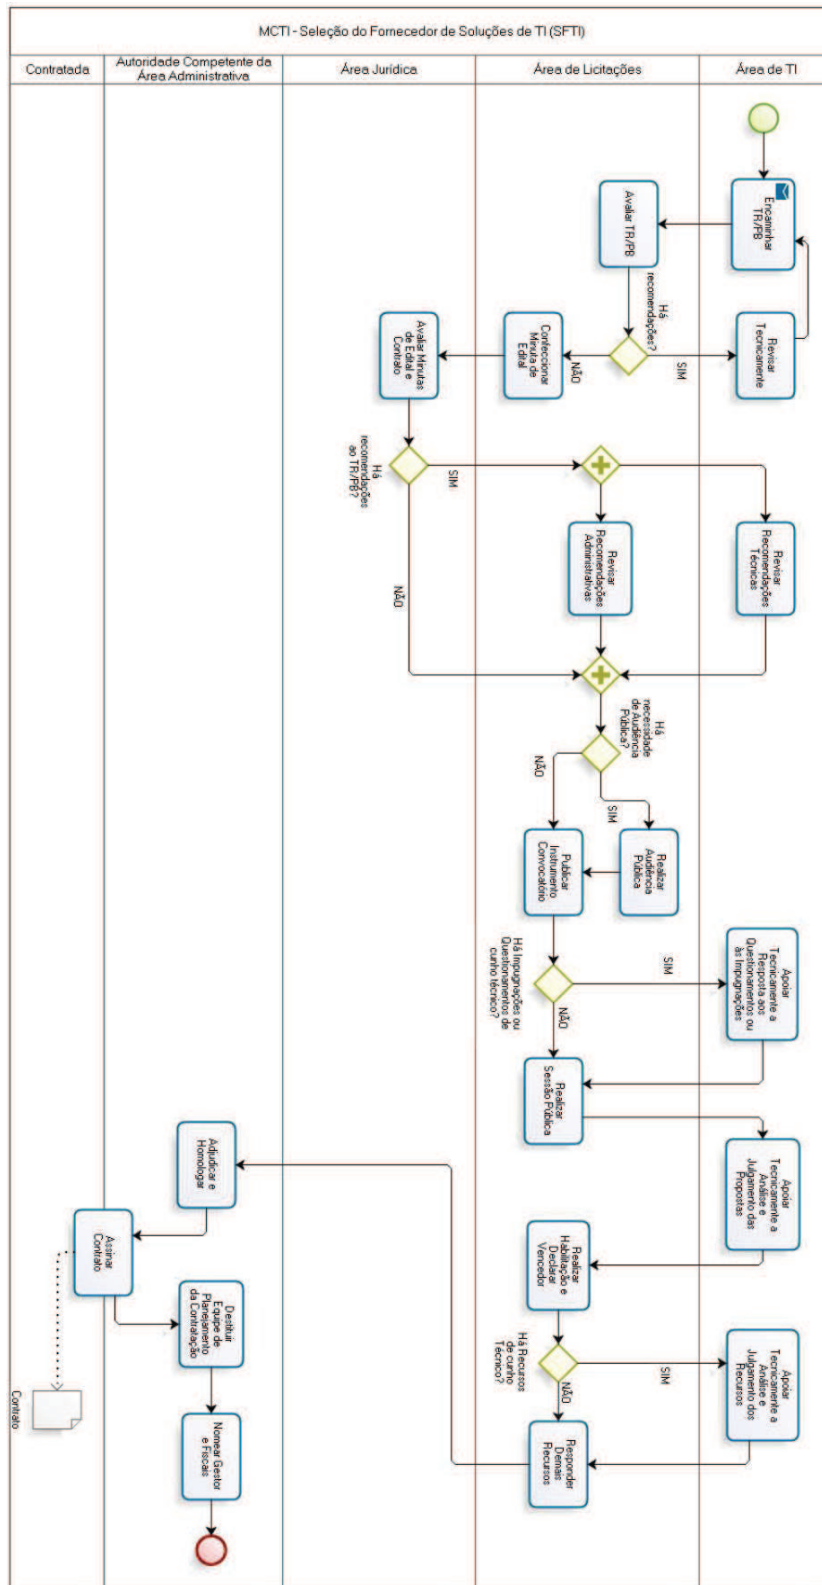 MCTI - Seleção do Fornecedor de Soluções de TI (SFTI)
Contratada
Autoridade Competente da
Área Administrativa
Área Jurídica
Área de Licitações
Área de TI
Encaminhar
TR/PB
Avaliar TR/PB
Há
recomendações?
SIM
NÃO
Revisar
Tecnicamente
Confeccionar
Minuta de
Edital
Avaliar Minutas
de Edital e
Contrato
Há
recomendações
ao TR/PB?
SIM
NÃO
Revisar
Recomendações
Técnicas
Revisar
Recomendações
Administrativas
Há
necessidade
de Audiência
Pública?
NÃO
SIM
Realizar
Audiência
Pública
Publicar
Instrumento
Convocatório
Há Impugnações ou
Questionamentos de
cunho técnico?
SIM
NÃO
Apoiar
Tecnicamente a
Resposta aos
Questionamentos ou
às Impugnações
Realizar
Sessão Pública
Apoiar
Tecnicamente a
Análise e
Julgamento das
Propostas
Realizar
Habilitação e
Declarar
Vencedor
Há Recursos
de cunho
Técnico?
SIM
NÃO
Apoiar
Tecnicamente a
Análise e
Julgamento dos
Recursos
Responder
Demais
Recursos
Adjudicar e
Homologar
Assinar
Contrato
Contrato
Destituir
Equipe de
Planejamento
da Contratação
Nomear Gestor
e Fiscais